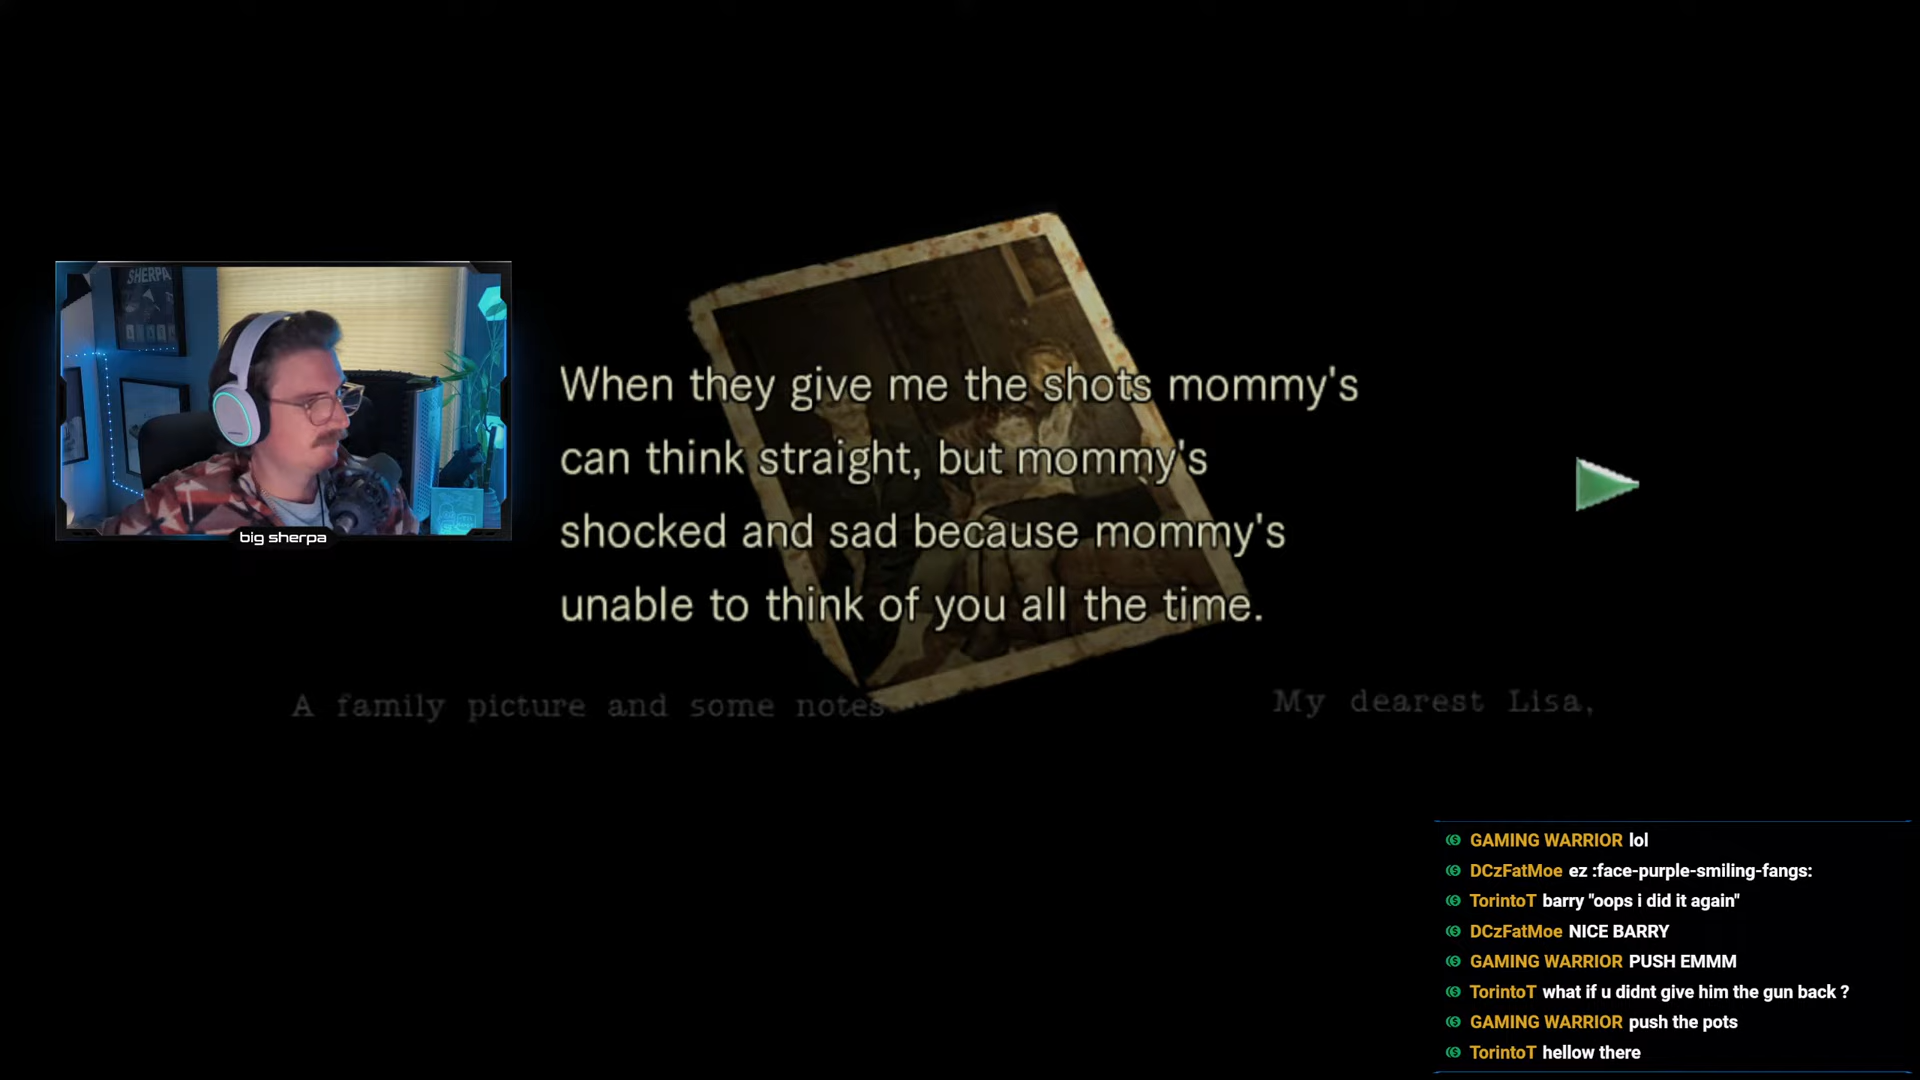 SHERPA
When they give me the shots mommy's
can think straight, but mommy's
shocked and sad because mommy's
unable to think of you all the time.
big sherpa
A family picture and some notes
My dearest Lisa,
GAMING WARRIOR lol
DCzFatMoe ez :face-purple-smiling-fangs:
TorintoT barry "oops i did it again"
DCzFatMoe NICE BARRY
GAMING WARRIOR PUSH EMMM
TorintoT what if u didnt give him the gun back ?
GAMING WARRIOR push the pots
TorintoT hellow there